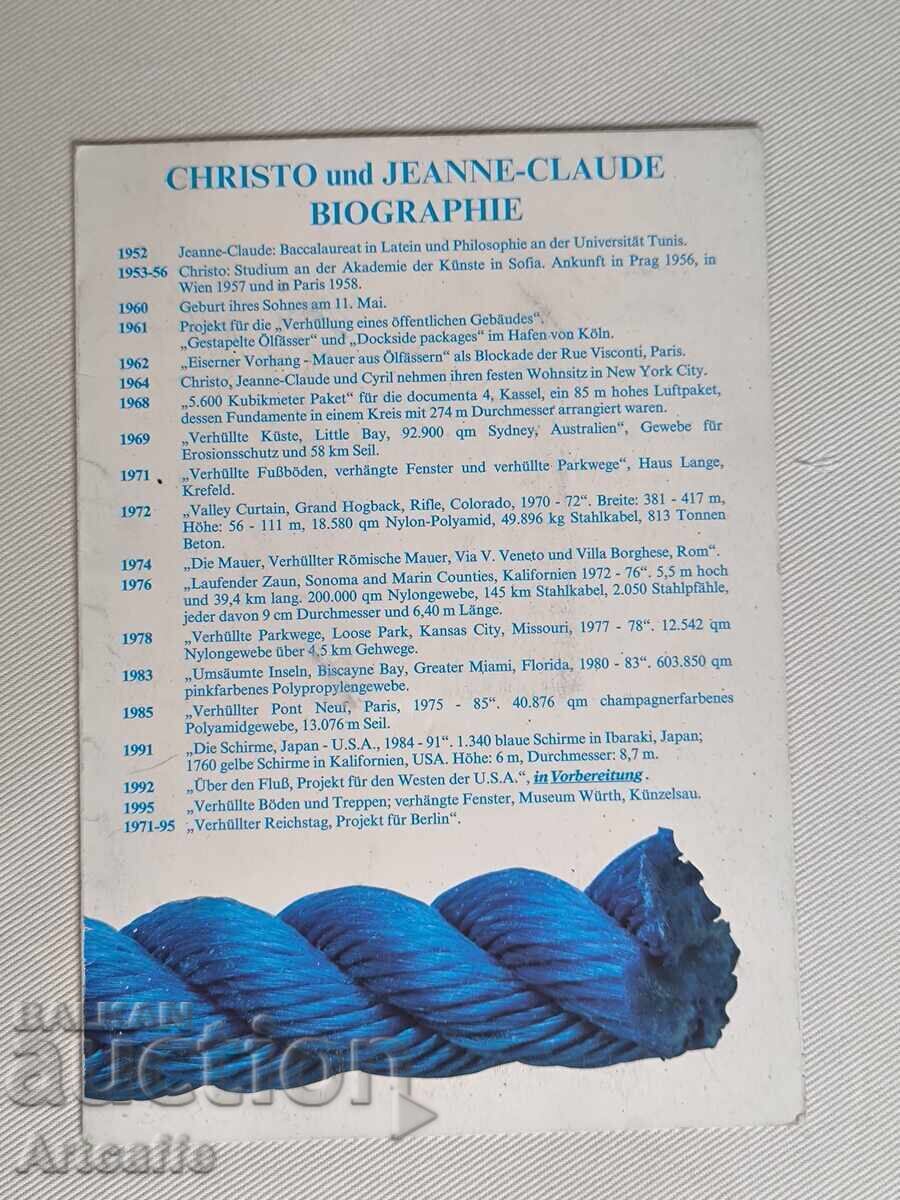 CHRISTO und JEANNE-CLAUDE
BIOGRAPHIE
1952 Jeanne-Claude: Baccalaureat in Latein und Philosophie an der Universität Tunis.
1953-56 Christo: Studium an der Akademie der Künste in Sofia. Ankunft in Prag 1956, in
Wien 1957 und in Paris 1958.
1960 Geburt ihres Sohnes am 11. Mai.
1961 Projekt für die „Verhüllung eines öffentlichen Gebäudes“.
„Gestapelte Ölfässer“ und „Dockside packages“ im Hafen von Köln.
1962 „Eiserner Vorhang - Mauer aus Ölfässern“ als Blockade der Rue Visconti, Paris.
1964 Christo, Jeanne-Claude und Cyril nehmen ihren festen Wohnsitz in New York City.
1968 „5.600 Kubikmeter Paket“ für die documenta 4, Kassel, ein 85 m hohes Luftpaket,
dessen Fundamente in einem Kreis mit 274 m Durchmesser arrangiert waren.
1969 „Verhüllte Küste, Little Bay, 92.900 qm Sydney, Australien“, Gewebe für
Erosionsschutz und 58 km Seil.
1971 „Verhüllte Fußböden, verhängte Fenster und verhüllte Parkwege“, Haus Lange,
Krefeld.
1972 „Valley Curtain, Grand Hogback, Rifle, Colorado, 1970 - 72“. Breite: 381 - 417 m,
Höhe: 56 - 111 m, 18.580 qm Nylon-Polyamid, 49.896 kg Stahlkabel, 813 Tonnen
Beton.
1974 „Die Mauer, Verhüllter Römische Mauer, Via V. Veneto und Villa Borghese, Rom“.
1976 „Laufender Zaun, Sonoma and Marin Counties, Kalifornien 1972 - 76“. 5,5 m hoch
und 39,4 km lang. 200.000 qm Nylongewebe, 145 km Stahlkabel, 2.050 Stahlpfähle,
jeder davon 9 cm Durchmesser und 6,40 m Länge.
1978 „Verhüllte Parkwege, Loose Park, Kansas City, Missouri, 1977 - 78“. 12.542 qm
Nylongewebe über 4,5 km Gehwege.
1983 „Umsäumte Inseln, Biscayne Bay, Greater Miami, Florida, 1980 - 83“. 603.850 qm
pinkfarbenes Polypropylengewebe.
1985 „Verhüllter Pont Neuf, Paris, 1975 - 85“. 40.876 qm champagnerfarbenes
Polyamidgewebe, 13.076 m Seil.
1991 „Die Schirme, Japan - U.S.A., 1984 - 91“. 1.340 blaue Schirme in Ibaraki, Japan;
1760 gelbe Schirme in Kalifornien, USA. Höhe: 6 m, Durchmesser: 8,7 m.
1992 „Über den Fluß, Projekt für den Westen der U.S.A.“, in Vorbereitung.
1995 „Verhüllte Böden und Treppen; verhängte Fenster, Museum Würth, Künzelsau.
1971-95 „Verhüllter Reichstag, Projekt für Berlin“.
BALKAN
auction
Artcaffe